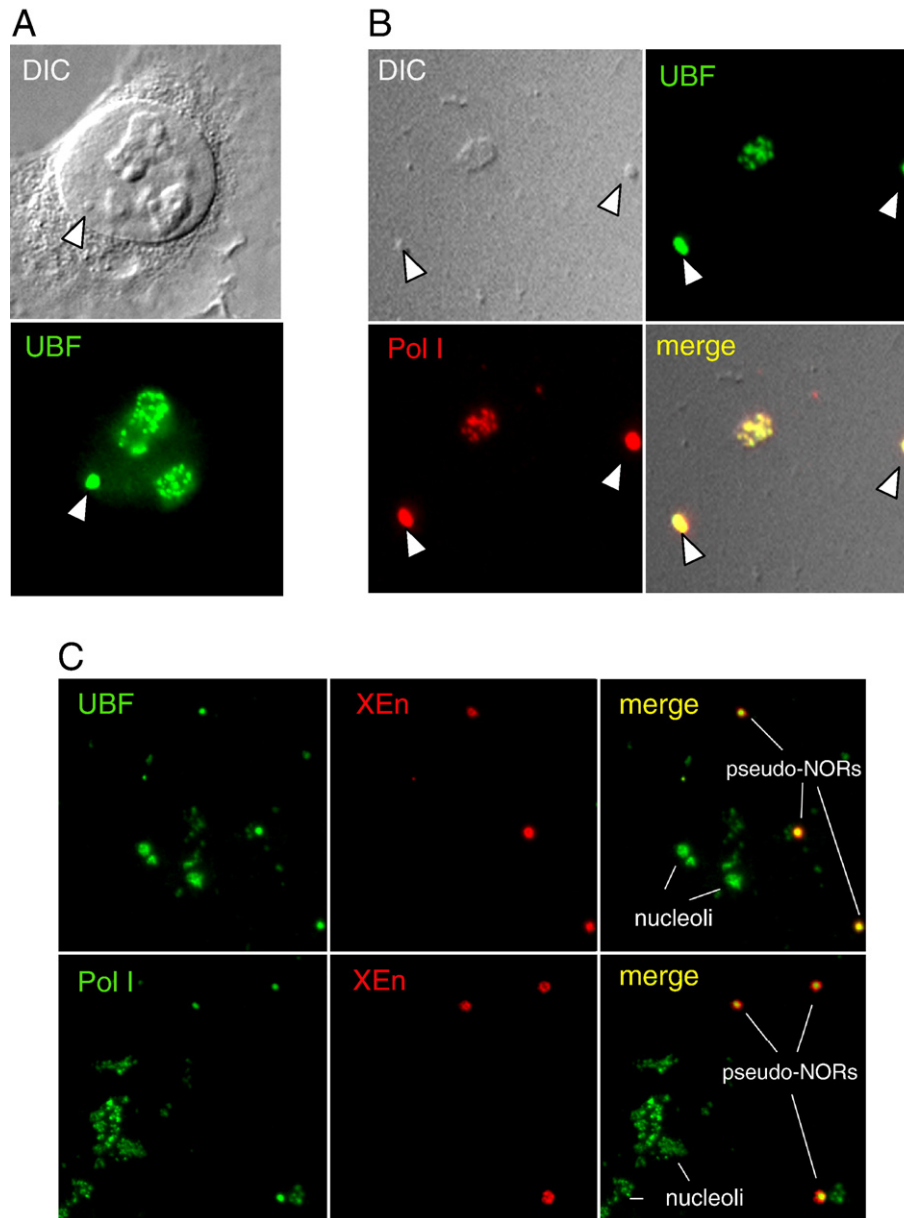 A
DIC
UBF
B
DIC
UBF
Pol I
merge
C
UBF
XEn
merge
pseudo-NORs
nucleoli
Pol I
XEn
merge
pseudo-NORs
nucleoli